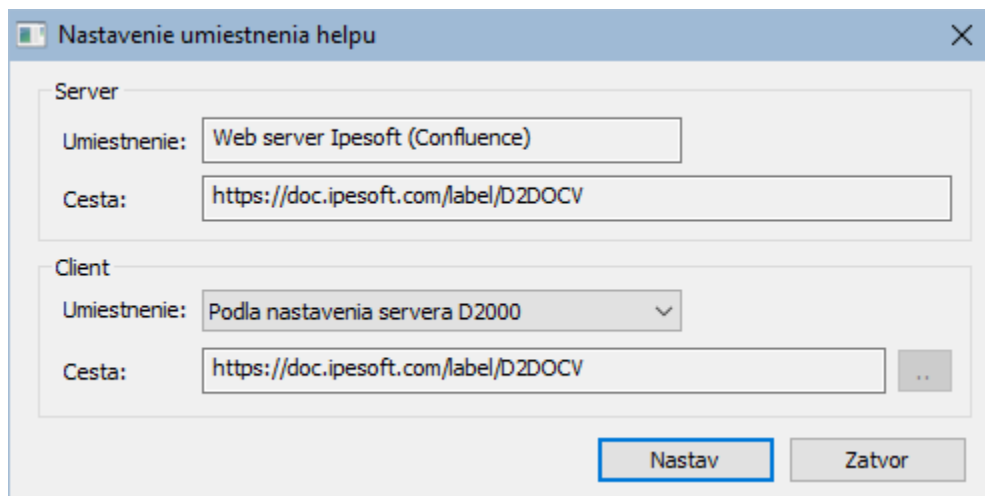 Nastavenie umiestnenia helpu
Server
Umiestnenie: Web server Ipesoft (Confluence)
Cesta: https://doc.ipesoft.com/label/D2DOCV
Client
Umiestnenie: Podla nastavenia servera D2000
Cesta: https://doc.ipesoft.com/label/D2DOCV ..
Nastav Zatvor